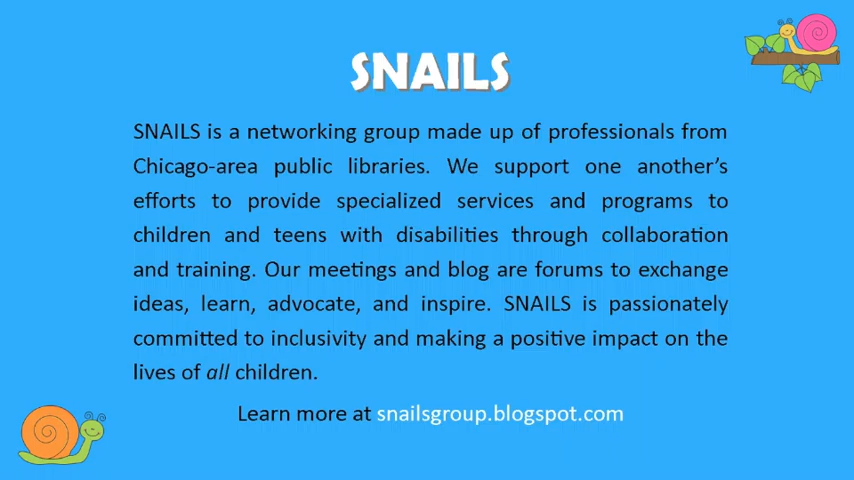 SNAILS
SNAILS is a networking group made up of professionals from
Chicago-area public libraries. We support one another’s
efforts to provide specialized services and programs to
children and teens with disabilities through collaboration
and training. Our meetings and blog are forums to exchange
ideas, learn, advocate, and inspire. SNAILS is passionately
committed to inclusivity and making a positive impact on the
lives of all children.
Learn more at snailsgroup.blogspot.com